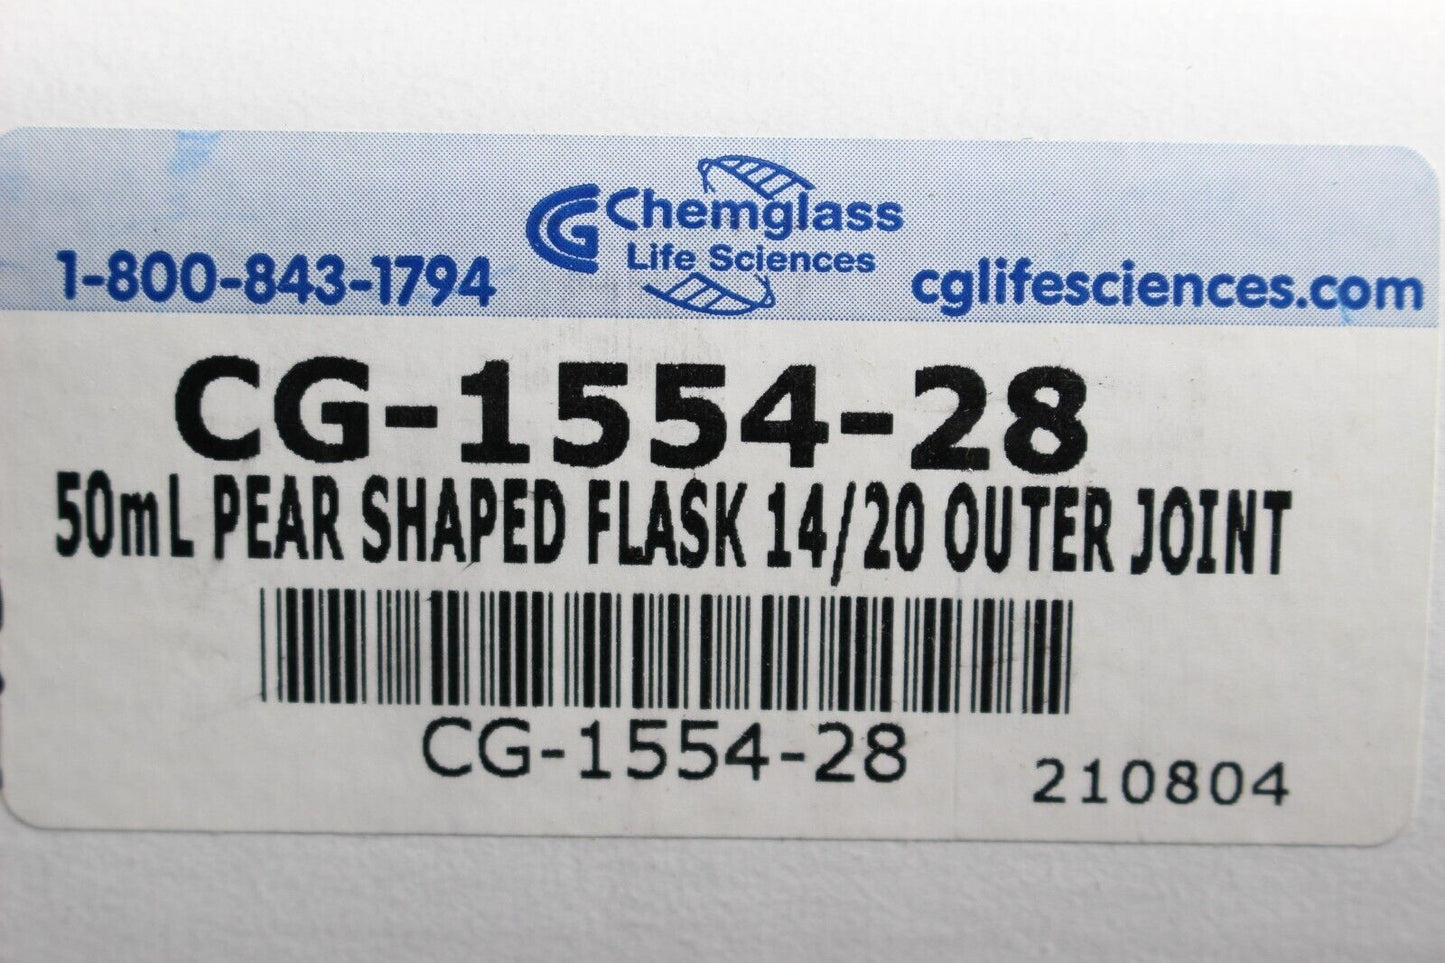 Chemglass
Life Sciences
1-800-843-1794
cglifesciences.com
CG-1554-28
50mL PEAR SHAPED FLASK 14/20 OUTER JOINT
CG-1554-28
210804